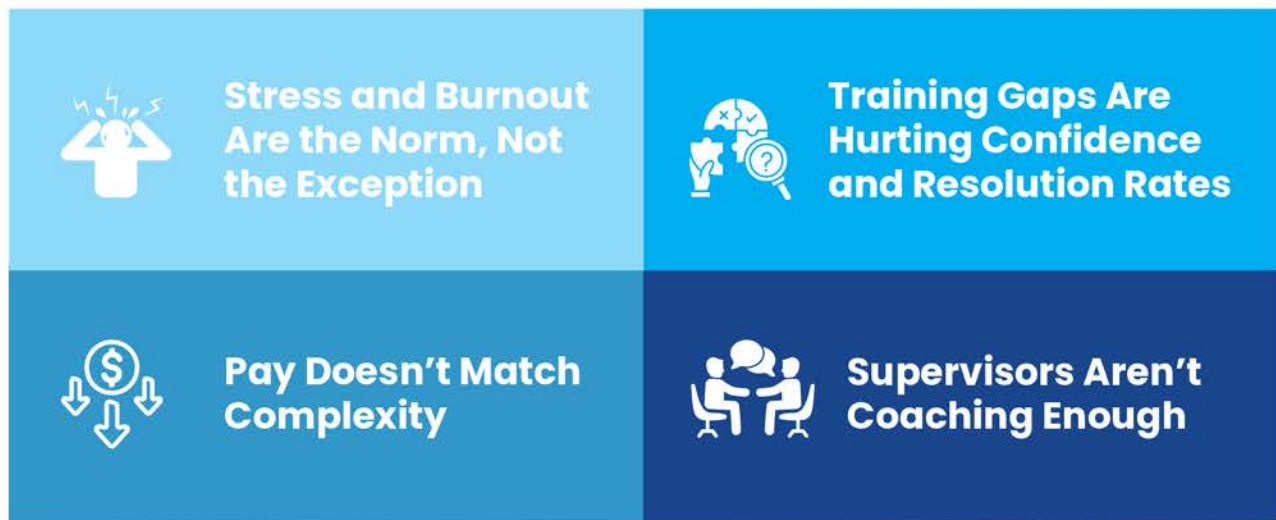 Stress and Burnout
Are the Norm, Not
the Exception
Training Gaps Are
Hurting Confidence
and Resolution Rates
Pay Doesn’t Match
Complexity
Supervisors Aren’t
Coaching Enough